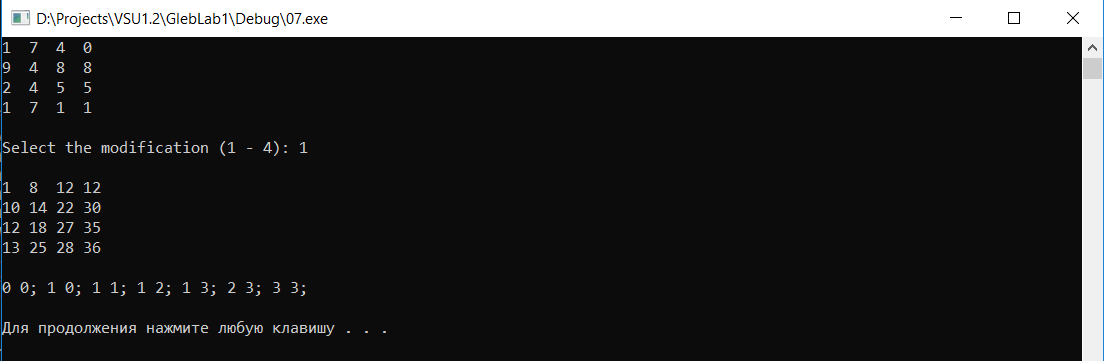 D:\Projects\VSU1.2\GlebLab1\Debug\07.exe
1  7  4  0
9  4  8  8
2  4  5  5
1  7  1  1
Select the modification (1 - 4): 1
1  8  12 12
10 14 22 30
12 18 27 35
13 25 28 36
0 0; 1 0; 1 1; 1 2; 1 3; 2 3; 3 3;
Для продолжения нажмите любую клавишу . . .